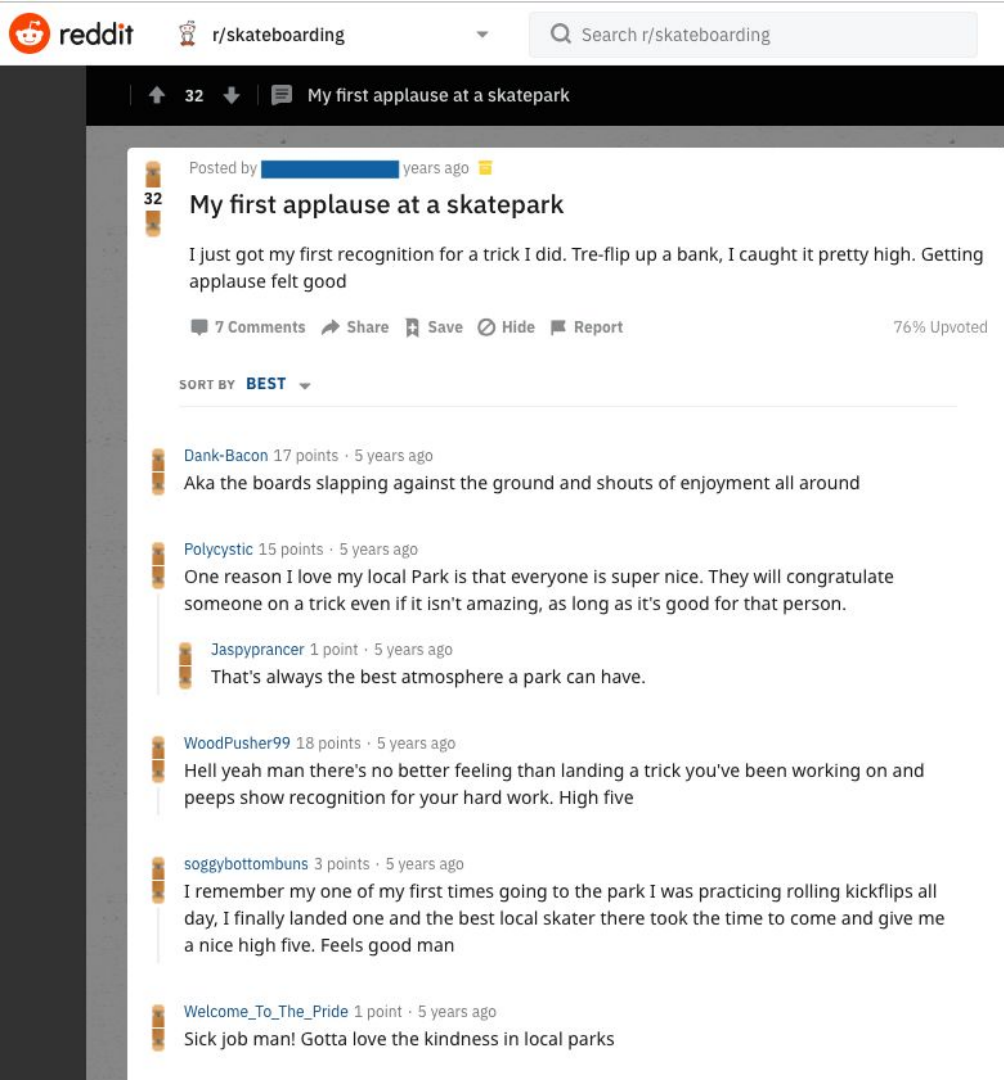 reddit
r/skateboarding
Search r/skateboarding
32
My first applause at a skatepark
Posted by
years ago
32
My first applause at a skatepark
I just got my first recognition for a trick I did. Tre-flip up a bank, I caught it pretty high. Getting
applause felt good
7 Comments Share Save Hide Report
76% Upvoted
SORT BY BEST
Dank-Bacon 17 points · 5 years ago
Aka the boards slapping against the ground and shouts of enjoyment all around
Polycystic 15 points · 5 years ago
One reason I love my local Park is that everyone is super nice. They will congratulate
someone on a trick even if it isn't amazing, as long as it's good for that person.
Jaspyprancer 1 point · 5 years ago
That's always the best atmosphere a park can have.
WoodPusher99 18 points · 5 years ago
Hell yeah man there's no better feeling than landing a trick you've been working on and
peeps show recognition for your hard work. High five
soggybottombuns 3 points · 5 years ago
I remember my one of my first times going to the park I was practicing rolling kickflips all
day, I finally landed one and the best local skater there took the time to come and give me
a nice high five. Feels good man
Welcome_To_The_Pride 1 point · 5 years ago
Sick job man! Gotta love the kindness in local parks